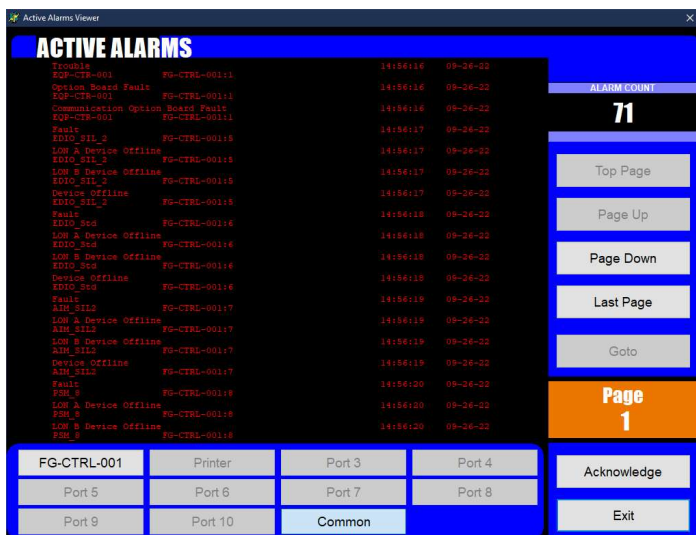 Active Alarms Viewer
ACTIVE ALARMS
Trouble 14:56:16 09-26-22
EQP-CTR-001 FG-CTRL-001:1
Option Board Fault 14:56:16 09-26-22
EQP-CTR-001 FG-CTRL-001:1
Communication Option Board Fault 14:56:16 09-26-22
EQP-CTR-001 FG-CTRL-001:1
Fault 14:56:17 09-26-22
EDIO_SIL_2 FG-CTRL-001:5
LON A Device Offline 14:56:17 09-26-22
EDIO_SIL_2 FG-CTRL-001:5
LON B Device Offline 14:56:17 09-26-22
EDIO_SIL_2 FG-CTRL-001:5
Device Offline 14:56:17 09-26-22
EDIO_SIL_2 FG-CTRL-001:5
Fault 14:56:18 09-26-22
EDIO_Std FG-CTRL-001:6
LON A Device Offline 14:56:18 09-26-22
EDIO_Std FG-CTRL-001:6
LON B Device Offline 14:56:18 09-26-22
EDIO_Std FG-CTRL-001:6
Device Offline 14:56:18 09-26-22
EDIO_Std FG-CTRL-001:6
Fault 14:56:19 09-26-22
AIM_SIL2 FG-CTRL-001:7
LON A Device Offline 14:56:19 09-26-22
AIM_SIL2 FG-CTRL-001:7
LON B Device Offline 14:56:19 09-26-22
AIM_SIL2 FG-CTRL-001:7
Device Offline 14:56:19 09-26-22
AIM_SIL2 FG-CTRL-001:7
Fault 14:56:20 09-26-22
PSM_8 FG-CTRL-001:8
LON A Device Offline 14:56:20 09-26-22
PSM_8 FG-CTRL-001:8
LON B Device Offline 14:56:20 09-26-22
PSM_8 FG-CTRL-001:8
ALARM COUNT
71
Top Page
Page Up
Page Down
Last Page
Goto
Page
1
FG-CTRL-001 Printer Port 3 Port 4
Port 5 Port 6 Port 7 Port 8
Port 9 Port 10 Common
Acknowledge
Exit